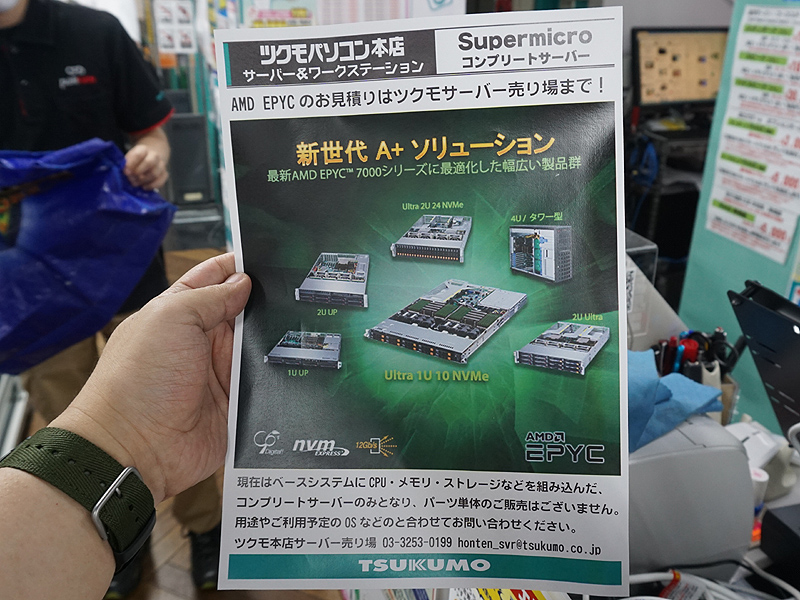 ツクモパソコン本店
サーバー&ワークステーション
Supermicro
コンプリートサーバー
AMD EPYC のお見積りはツクモサーバー売り場まで!
新世代 A+ ソリューション
最新AMD EPYC™ 7000シリーズに最適化した幅広い製品群
Ultra 2U 24 NVMe
4U / タワー型
2U UP
2U Ultra
1U UP
Ultra 1U 10 NVMe
nvm
EXPRESS
12Gb/s
AMD
EPYC
現在はベースシステムに CPU・メモリ・ストレージなどを組み込んだ、
コンプリートサーバーのみとなり、パーツ単体のご販売はございません。
用途やご利用予定の OS などのと合わせてお問い合わせください。
ツクモ本店サーバー売り場 03-3253-0199 honten_svr@tsukumo.co.jp
TSUKUMO